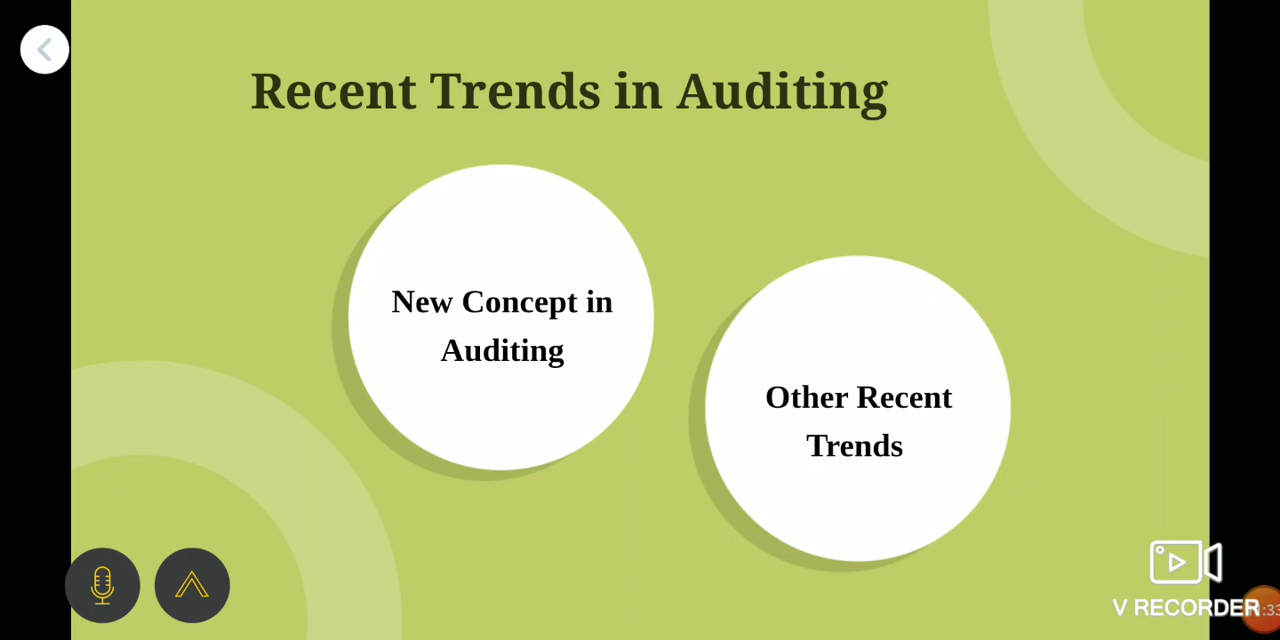 Recent Trends in Auditing
New Concept in
Auditing
Other Recent
Trends
V RECORDER